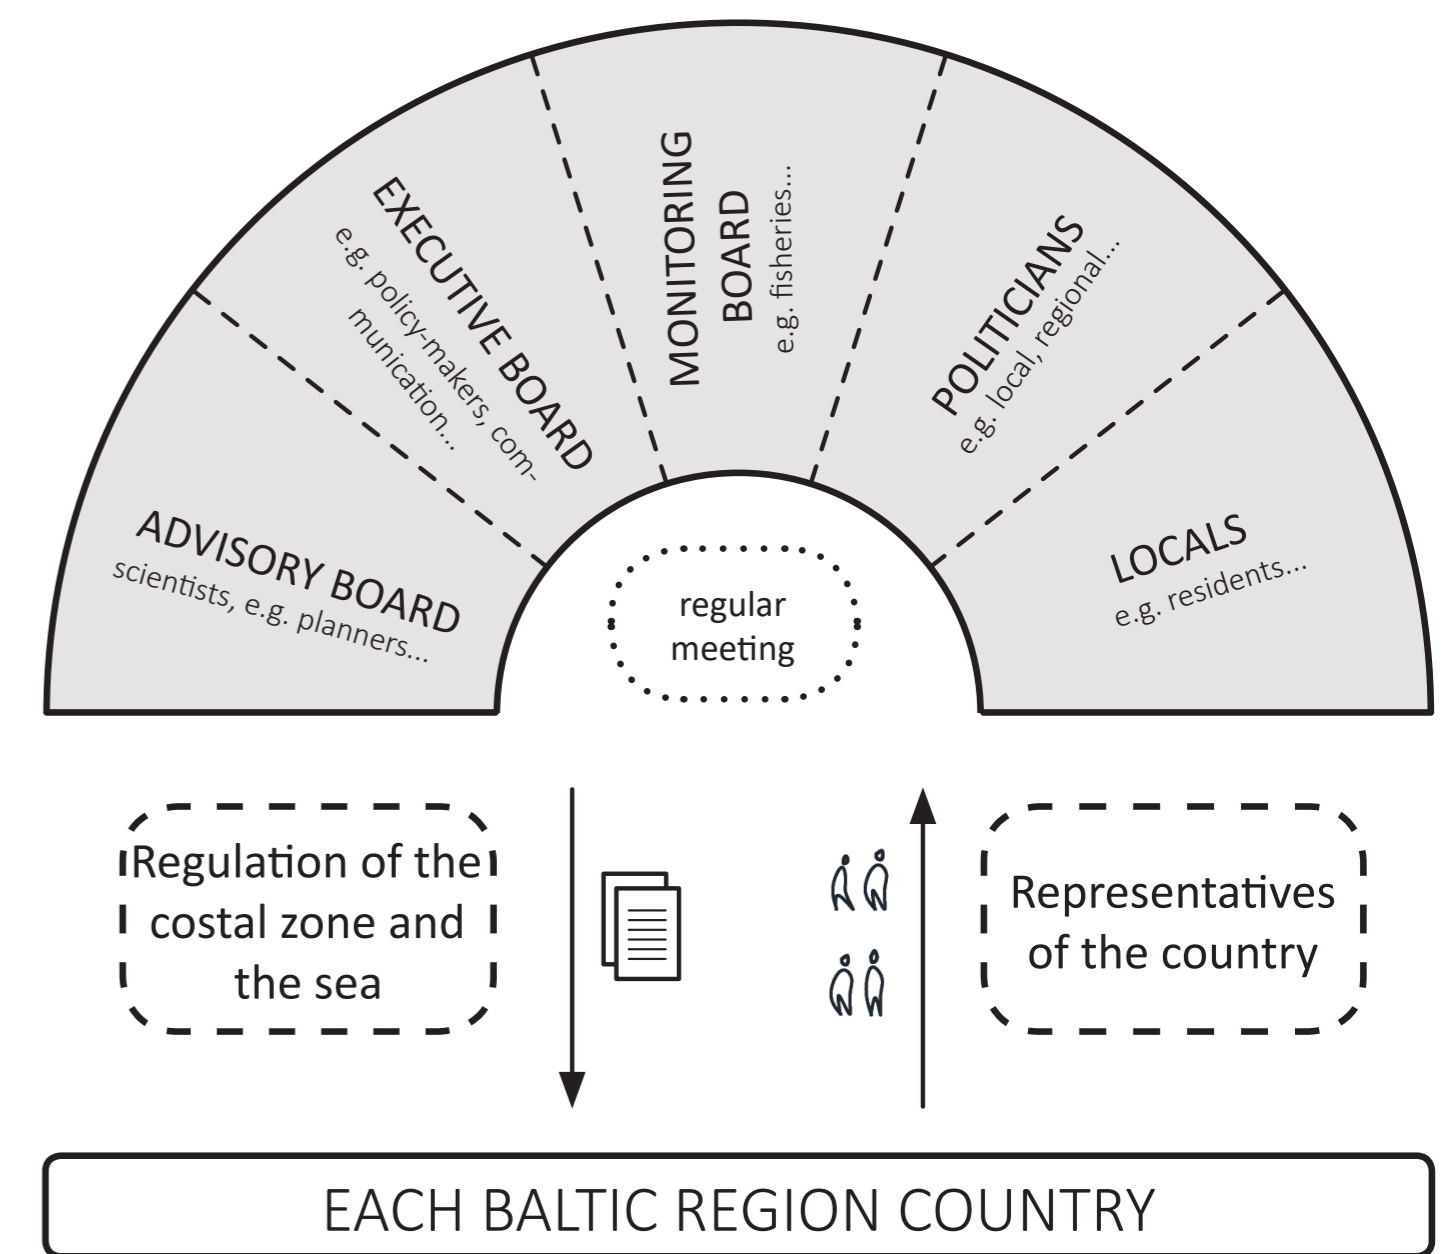 ADVISORY BOARD
scientists, e.g. planners...
EXECUTIVE BOARD
e.g. policy-makers, com-
munication...
MONITORING
BOARD
e.g. fisheries...
POLITICIANS
e.g. local, regional...
LOCALS
e.g. residents...
regular
meeting
Regulation of the
costal zone and
the sea
Representatives
of the country
EACH BALTIC REGION COUNTRY